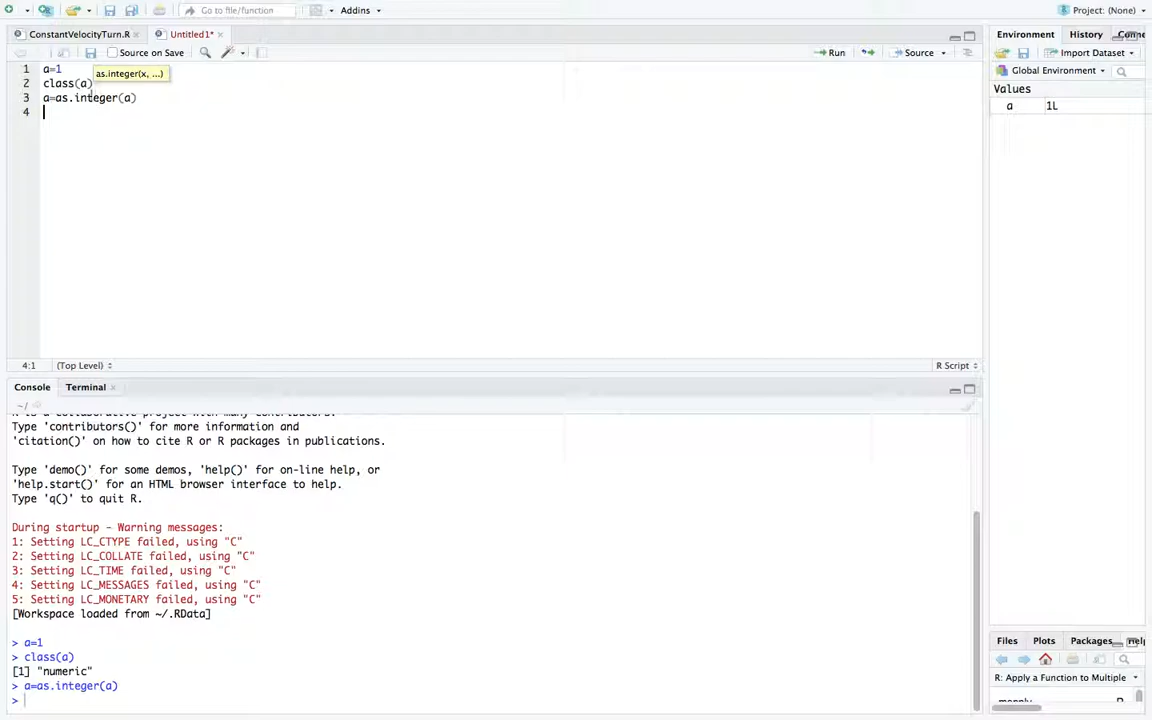 Go to file/function
Addins
Project: (None)
ConstantVelocityTurn.R
Untitled1*
Source on Save
Run
Source
1 a=1
as.integer(x, ...)
2 class(a)
3 a=as.integer(a)
4
4:1
(Top Level)
R Script
Console
Terminal
~/
Type 'contributors()' for more information and
'citation()' on how to cite R or R packages in publications.
Type 'demo()' for some demos, 'help()' for on-line help, or
'help.start()' for an HTML browser interface to help.
Type 'q()' to quit R.
During startup - Warning messages:
1: Setting LC_CTYPE failed, using "C"
2: Setting LC_COLLATE failed, using "C"
3: Setting LC_TIME failed, using "C"
4: Setting LC_MESSAGES failed, using "C"
5: Setting LC_MONETARY failed, using "C"
[Workspace loaded from ~/.RData]
> a=1
> class(a)
[1] "numeric"
> a=as.integer(a)
>
Environment
History
Import Dataset
Global Environment
Values
a 1L
Files
Plots
Packages
R: Apply a Function to Multiple